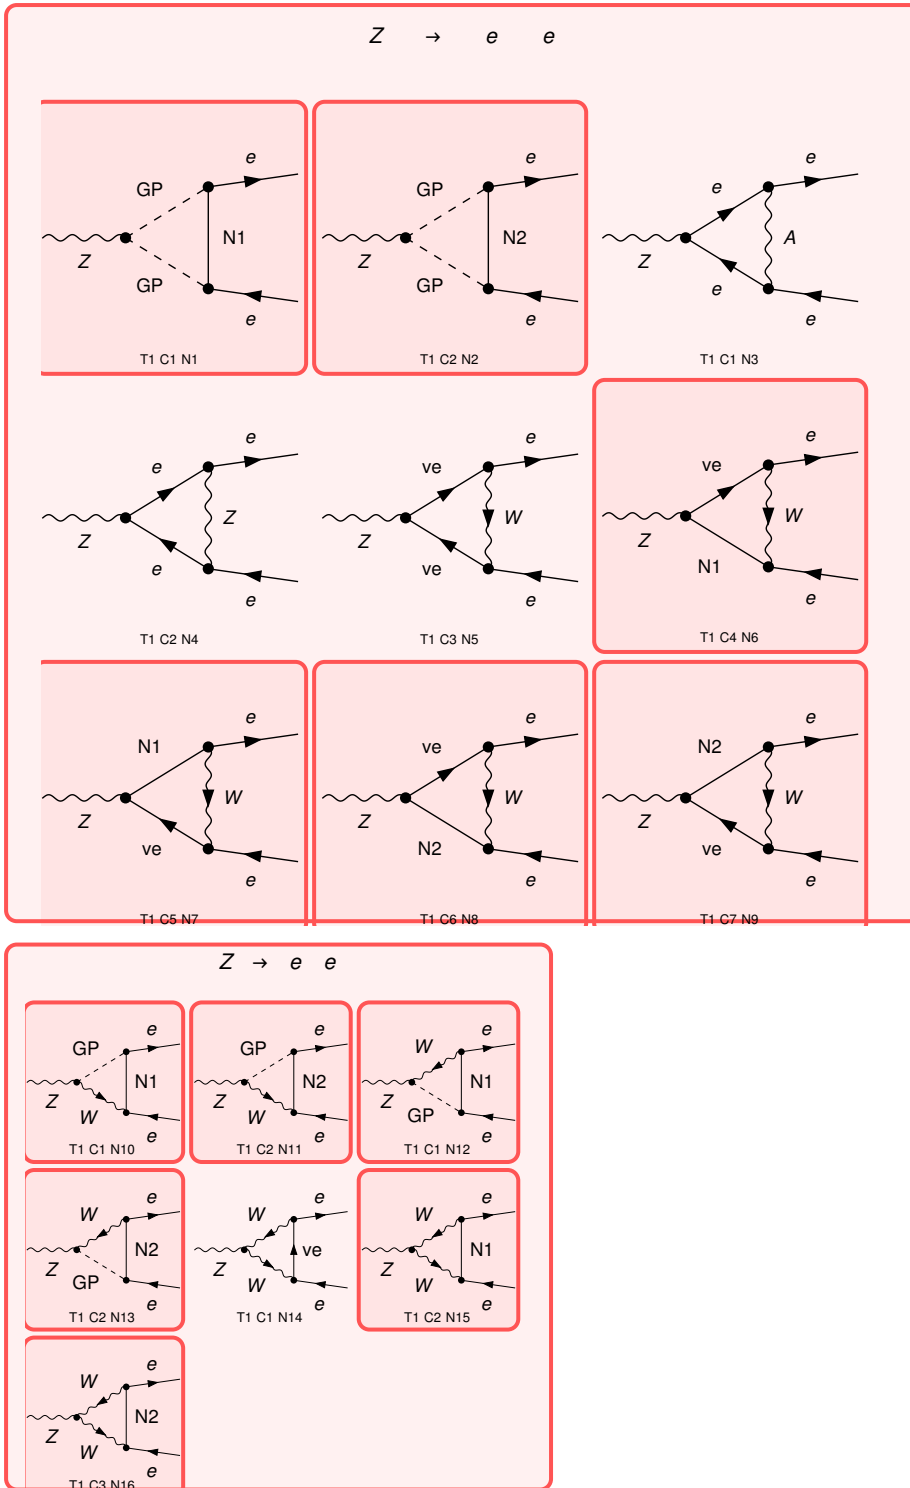 Z → e e
GP e
N1
Z
GP e
T1 C1 N1
GP e
N2
Z
GP e
T1 C2 N2
e e
A
Z
e e
T1 C1 N3
e e
Z
Z
e e
T1 C2 N4
ve e
W
Z
ve e
T1 C3 N5
ve e
W
Z
N1 e
T1 C4 N6
N1 e
W
Z
ve e
T1 C5 N7
ve e
W
Z
N2 e
T1 C6 N8
N2 e
W
Z
ve e
T1 C7 N9
Z → e e
GP e
N1
Z
W e
T1 C1 N10
GP e
N2
Z
W e
T1 C2 N11
W e
N1
Z
GP e
T1 C1 N12
W e
N2
Z
GP e
T1 C2 N13
W e
ve
Z
W e
T1 C1 N14
W e
N1
Z
W e
T1 C2 N15
W e
N2
Z
W e
T1 C3 N16